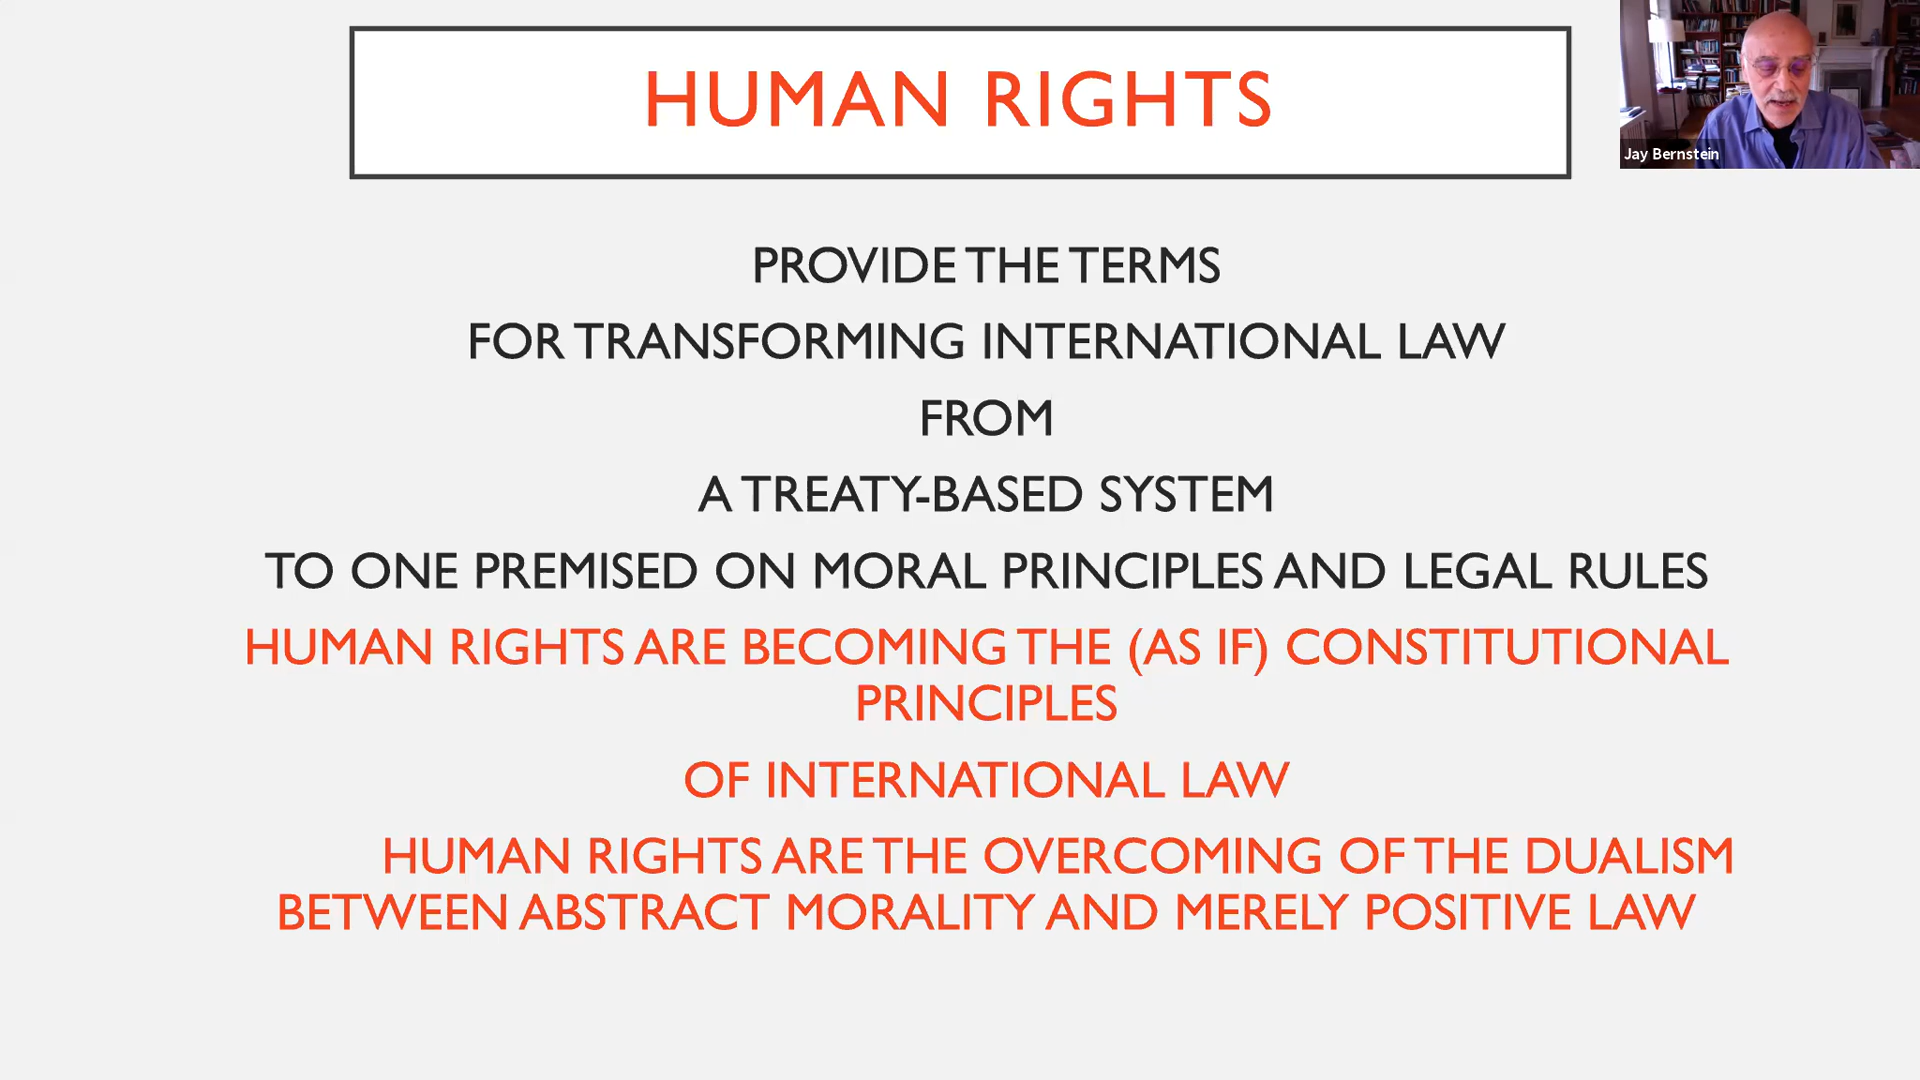 HUMAN RIGHTS
Jay Bernstein
PROVIDE THE TERMS
FOR TRANSFORMING INTERNATIONAL LAW
FROM
A TREATY-BASED SYSTEM
TO ONE PREMISED ON MORAL PRINCIPLES AND LEGAL RULES
HUMAN RIGHTS ARE BECOMING THE (AS IF) CONSTITUTIONAL
PRINCIPLES
OF INTERNATIONAL LAW
HUMAN RIGHTS ARE THE OVERCOMING OF THE DUALISM
BETWEEN ABSTRACT MORALITY AND MERELY POSITIVE LAW